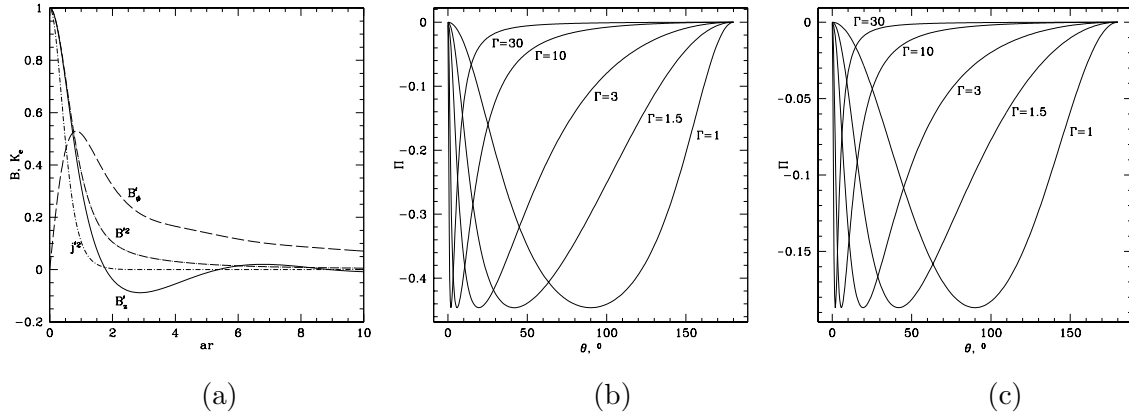 1
0.8
0.6
0.4
0.2
0
−0.2
B, K_e
B'_ϕ
B'²
j'²
B'_z
0 2 4 6 8 10
ar
(a)
0
−0.1
−0.2
−0.3
−0.4
Π
Γ=30
Γ=10
Γ=3
Γ=1.5
Γ=1
0 50 100 150
θ, °
(b)
0
−0.05
−0.1
−0.15
Π
Γ=30
Γ=10
Γ=3
Γ=1.5
Γ=1
0 50 100 150
θ, °
(c)